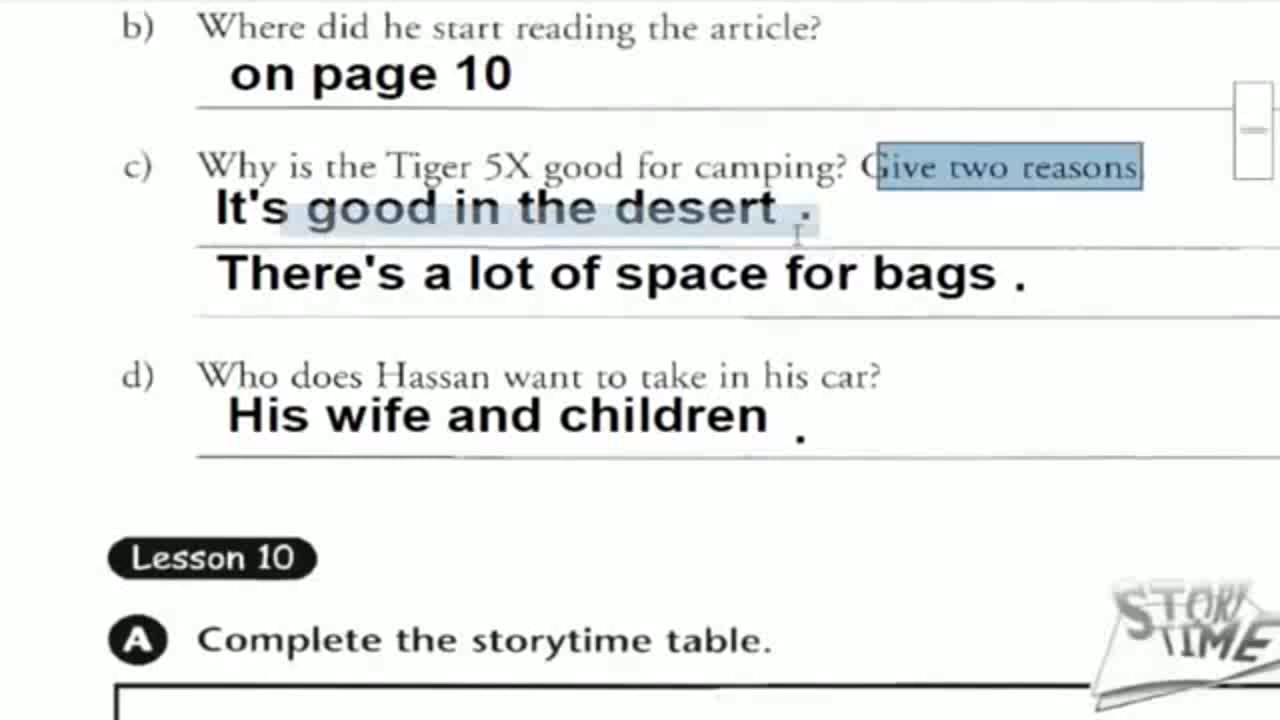 b) Where did he start reading the article?
on page 10
c) Why is the Tiger 5X good for camping? Give two reasons
It's good in the desert .
There's a lot of space for bags .
d) Who does Hassan want to take in his car?
His wife and children .
Lesson 10
A Complete the storytime table.
STORY
TIME